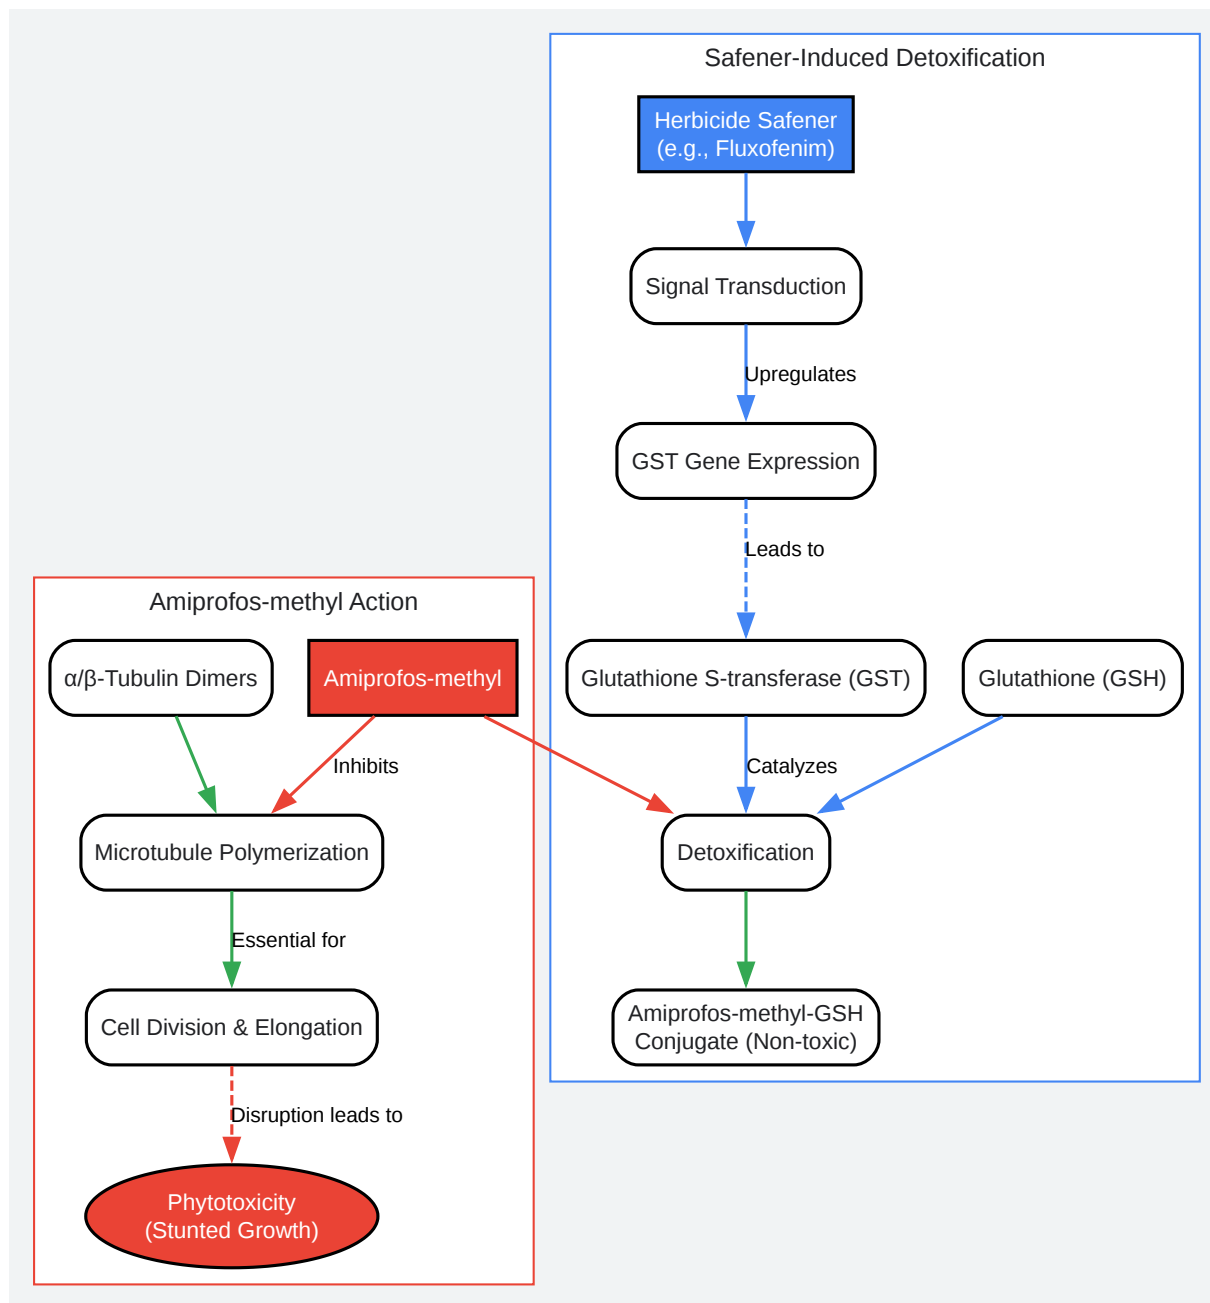 Safener-Induced Detoxification
Herbicide Safener
(e.g., Fluxofenim)
Signal Transduction
Upregulates
GST Gene Expression
Leads to
Glutathione S-transferase (GST)
Glutathione (GSH)
Catalyzes
Detoxification
Amiprofos-methyl-GSH
Conjugate (Non-toxic)
Amiprofos-methyl Action
α/β-Tubulin Dimers
Amiprofos-methyl
Inhibits
Microtubule Polymerization
Essential for
Cell Division & Elongation
Disruption leads to
Phytotoxicity
(Stunted Growth)